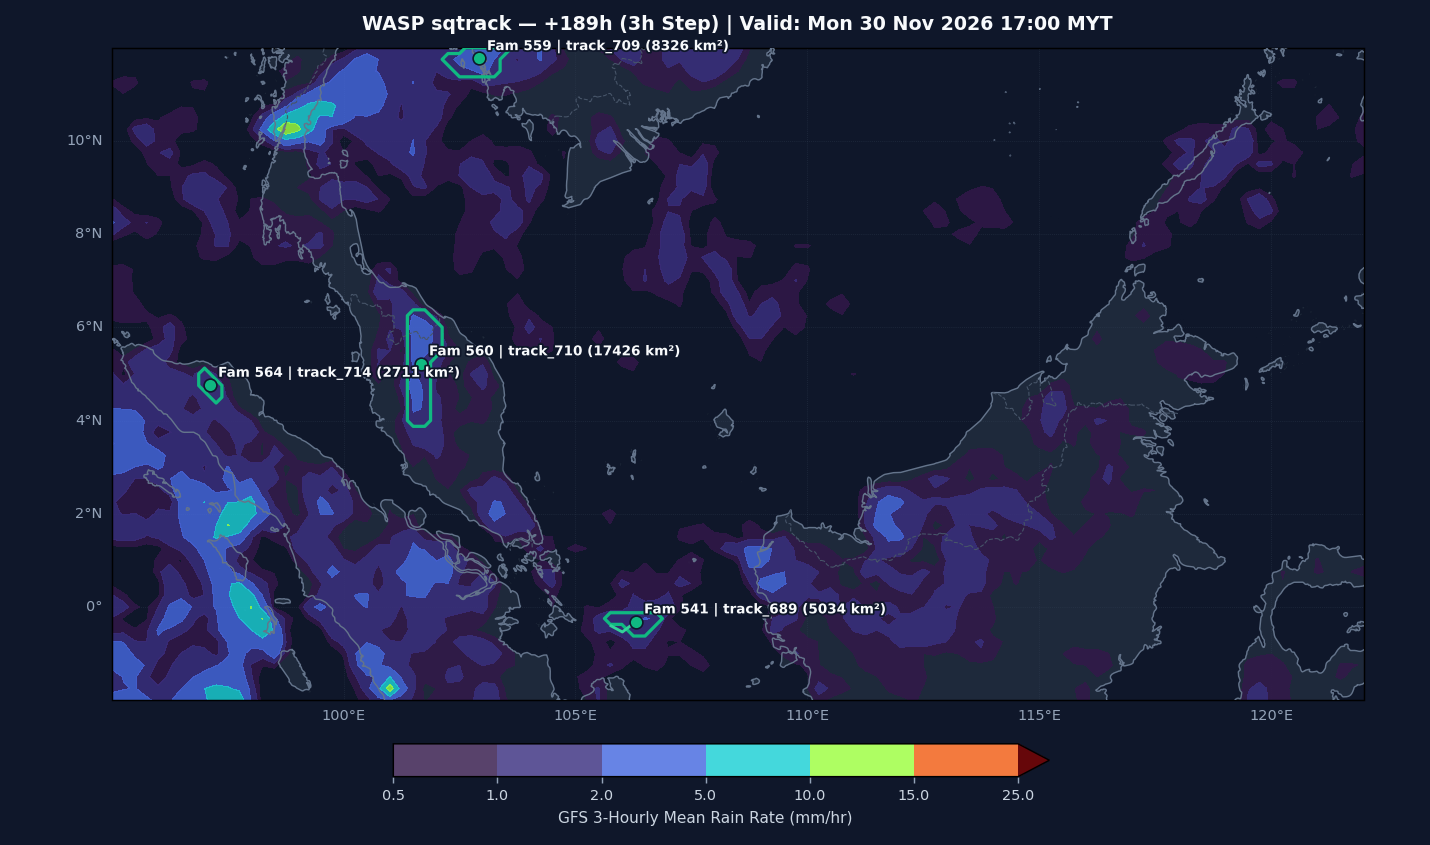 WASP sqtrack — +189h (3h Step) | Valid: Mon 30 Nov 2026 17:00 MYT
Fam 559 | track_709 (8326 km²)
10°N
8°N
6°N
Fam 560 | track_710 (17426 km²)
Fam 564 | track_714 (2711 km²)
4°N
2°N
0°
Fam 541 | track_689 (5034 km²)
100°E 105°E 110°E 115°E 120°E
0.5 1.0 2.0 5.0 10.0 15.0 25.0
GFS 3-Hourly Mean Rain Rate (mm/hr)